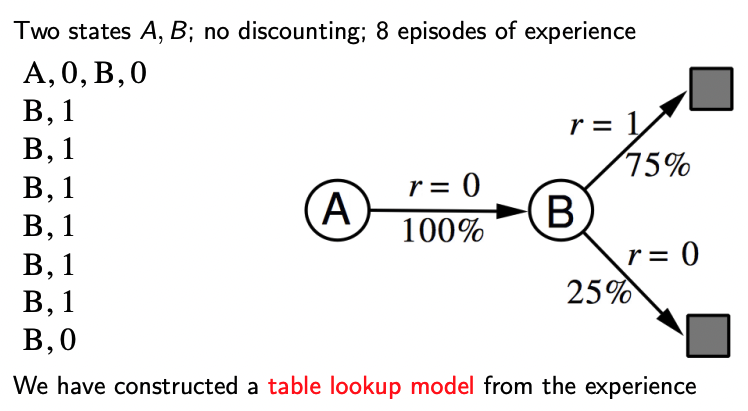 Two states A, B; no discounting; 8 episodes of experience
A, 0, B, 0
B, 1
B, 1
B, 1
B, 1
B, 1
B, 1
B, 0
A
r = 0
100%
B
r = 1
75%
r = 0
25%
We have constructed a table lookup model from the experience